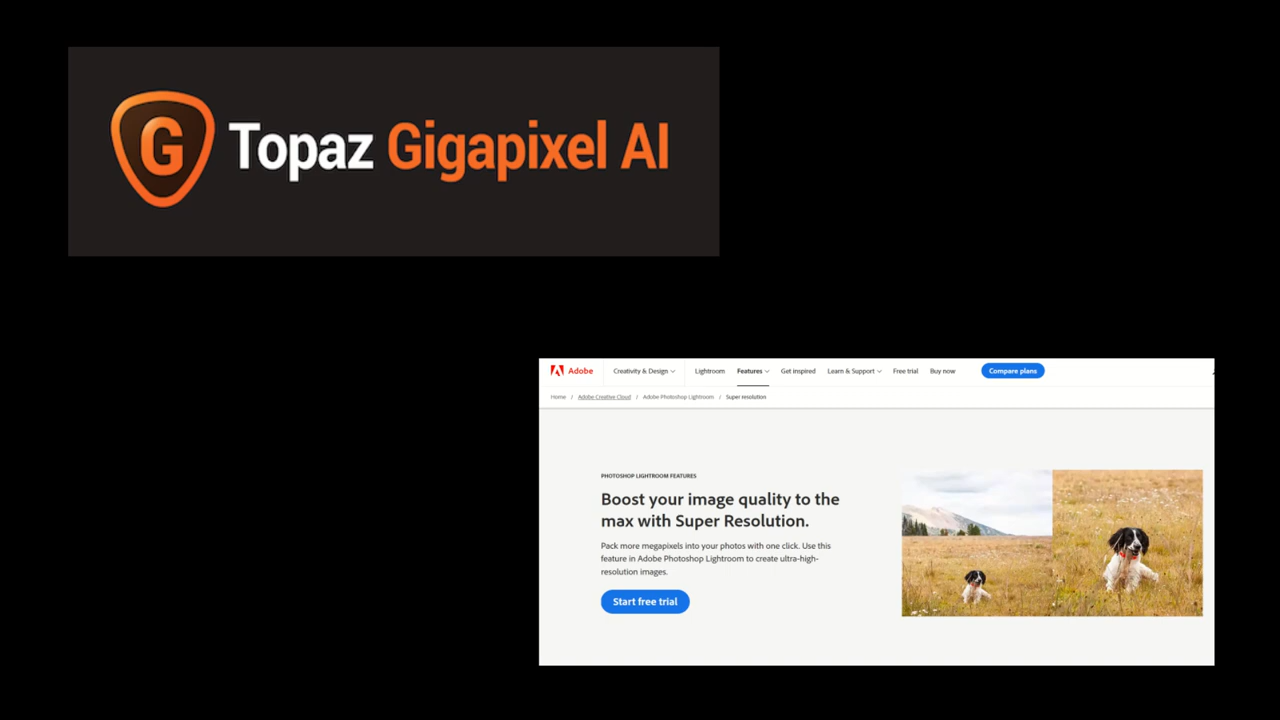 G Topaz Gigapixel AI
Adobe Creativity & Design Lightroom Features Get inspired Learn & Support Free trial Buy now Compare plans
Home / Adobe Creative Cloud / Adobe Photoshop Lightroom / Super resolution
PHOTOSHOP LIGHTROOM FEATURES
Boost your image quality to the
max with Super Resolution.
Pack more megapixels into your photos with one click. Use this
feature in Adobe Photoshop Lightroom to create ultra-high-
resolution images.
Start free trial